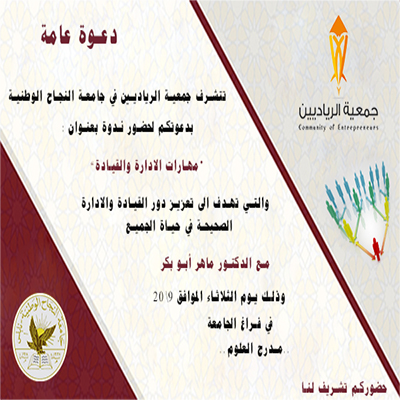 دعوة عامة
جمعية الرياديين
Community of Entrepreneurs
تتشرف جمعية الرياديين في جامعة النجاح الوطنية
بدعوتكم لحضور ندوة بعنوان :
"مهارات الادارة والقيادة"
والتي تهدف الى تعزيز دور القيادة والادارة
الصحيحة في حياة الجميع
مع الدكتور ماهر أبو بكر
وذلك يوم الثلاثاء الموافق 20\9
في فراغ الجامعة
..مدرج العلوم..
حضوركم تشريف لنا